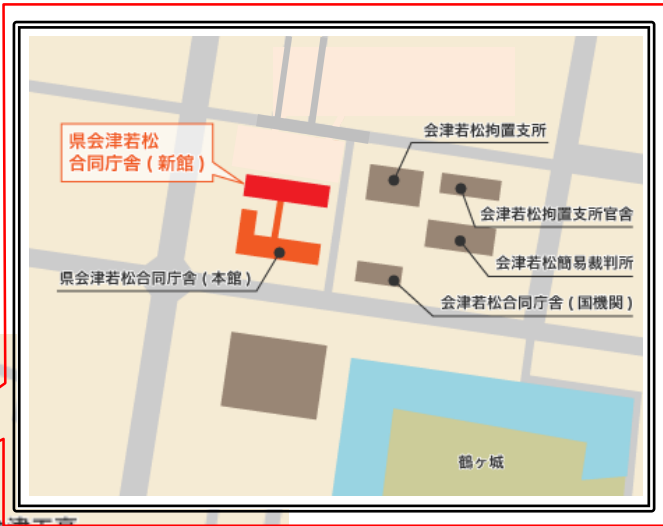 会津若松拘置支所
県会津若松
合同庁舎 ( 新館 )
会津若松拘置支所官舎
会津若松簡易裁判所
県会津若松合同庁舎 ( 本館 )
会津若松合同庁舎 ( 国機関 )
鶴ヶ城